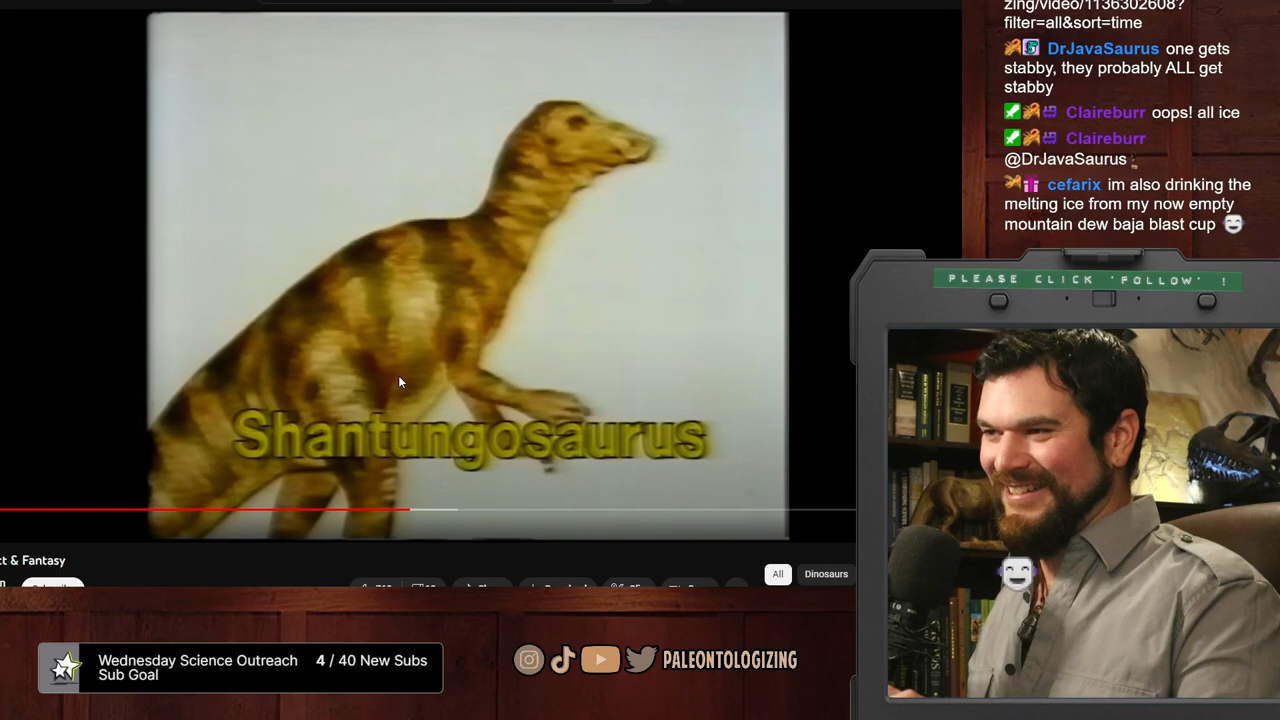 zing/video/1136302608?
filter=all&sort=time
DrJavaSaurus one gets
stabby, they probably ALL get
stabby
Claireburr oops! all ice
Claireburr
@DrJavaSaurus
cefarix im also drinking the
melting ice from my now empty
mountain dew baja blast cup
PLEASE CLICK 'FOLLOW' !
Shantungosaurus
t & Fantasy
All
Dinosaurs
Wednesday Science Outreach 4 / 40 New Subs
Sub Goal
PALEONTOLOGIZING